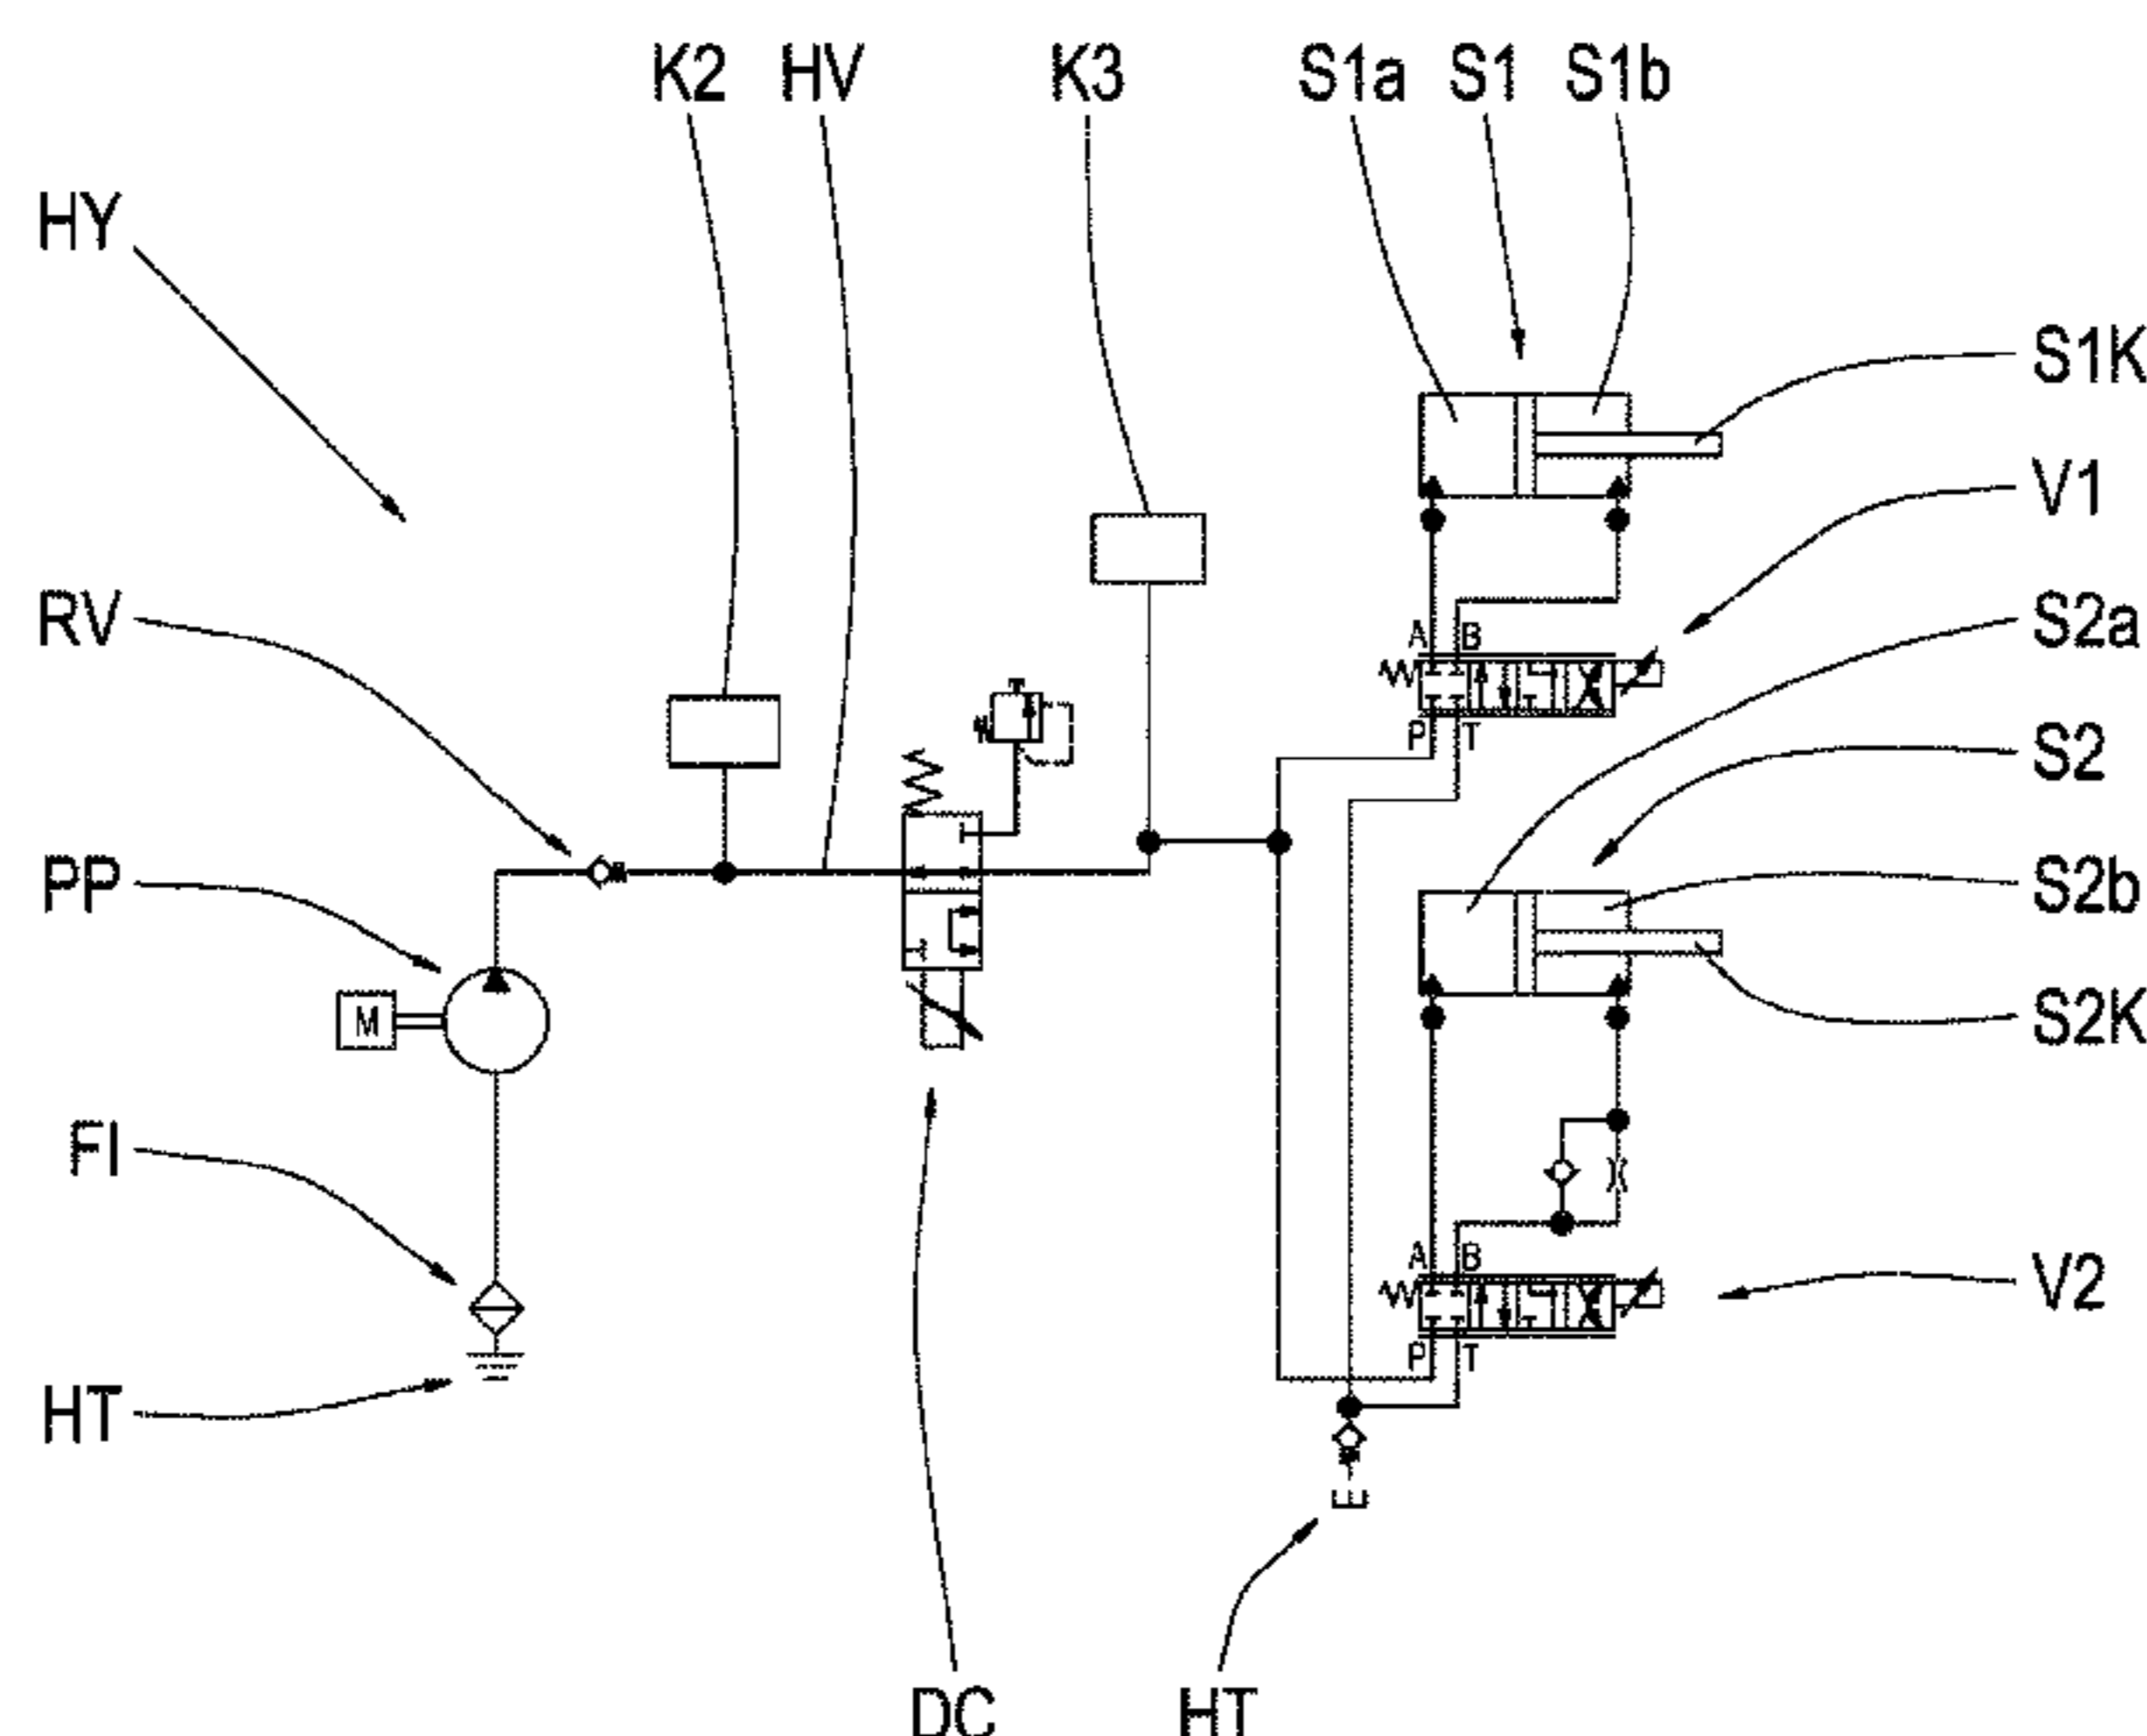 K2 HV K3 S1a S1 S1b
HY
S1K
V1
RV
S2a
A B
P T
S2
PP
S2b
M
S2K
FI
A B
V2
P T
HT
DC HT